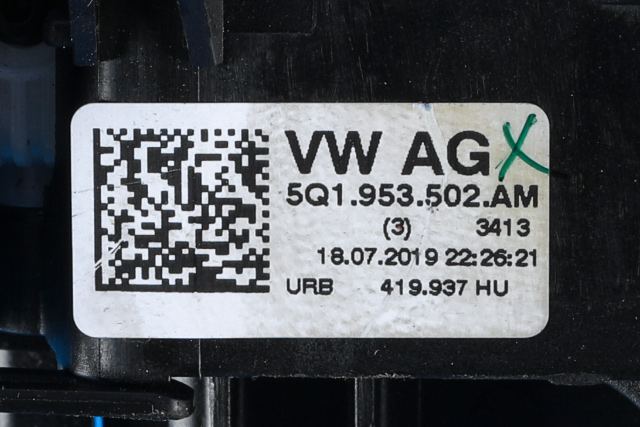 VW AG X
5Q1.953.502.AM
(3) 3413
18.07.2019 22:26:21
URB 419.937 HU